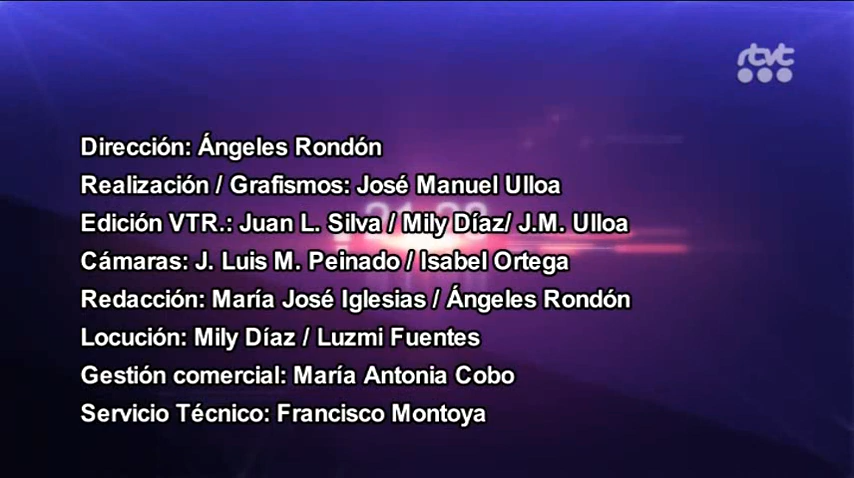 rtvt
Dirección: Ángeles Rondón
Realización / Grafismos: José Manuel Ulloa
Edición VTR.: Juan L. Silva / Mily Díaz/ J.M. Ulloa
Cámaras: J. Luis M. Peinado / Isabel Ortega
Redacción: María José Iglesias / Ángeles Rondón
Locución: Mily Díaz / Luzmi Fuentes
Gestión comercial: María Antonia Cobo
Servicio Técnico: Francisco Montoya